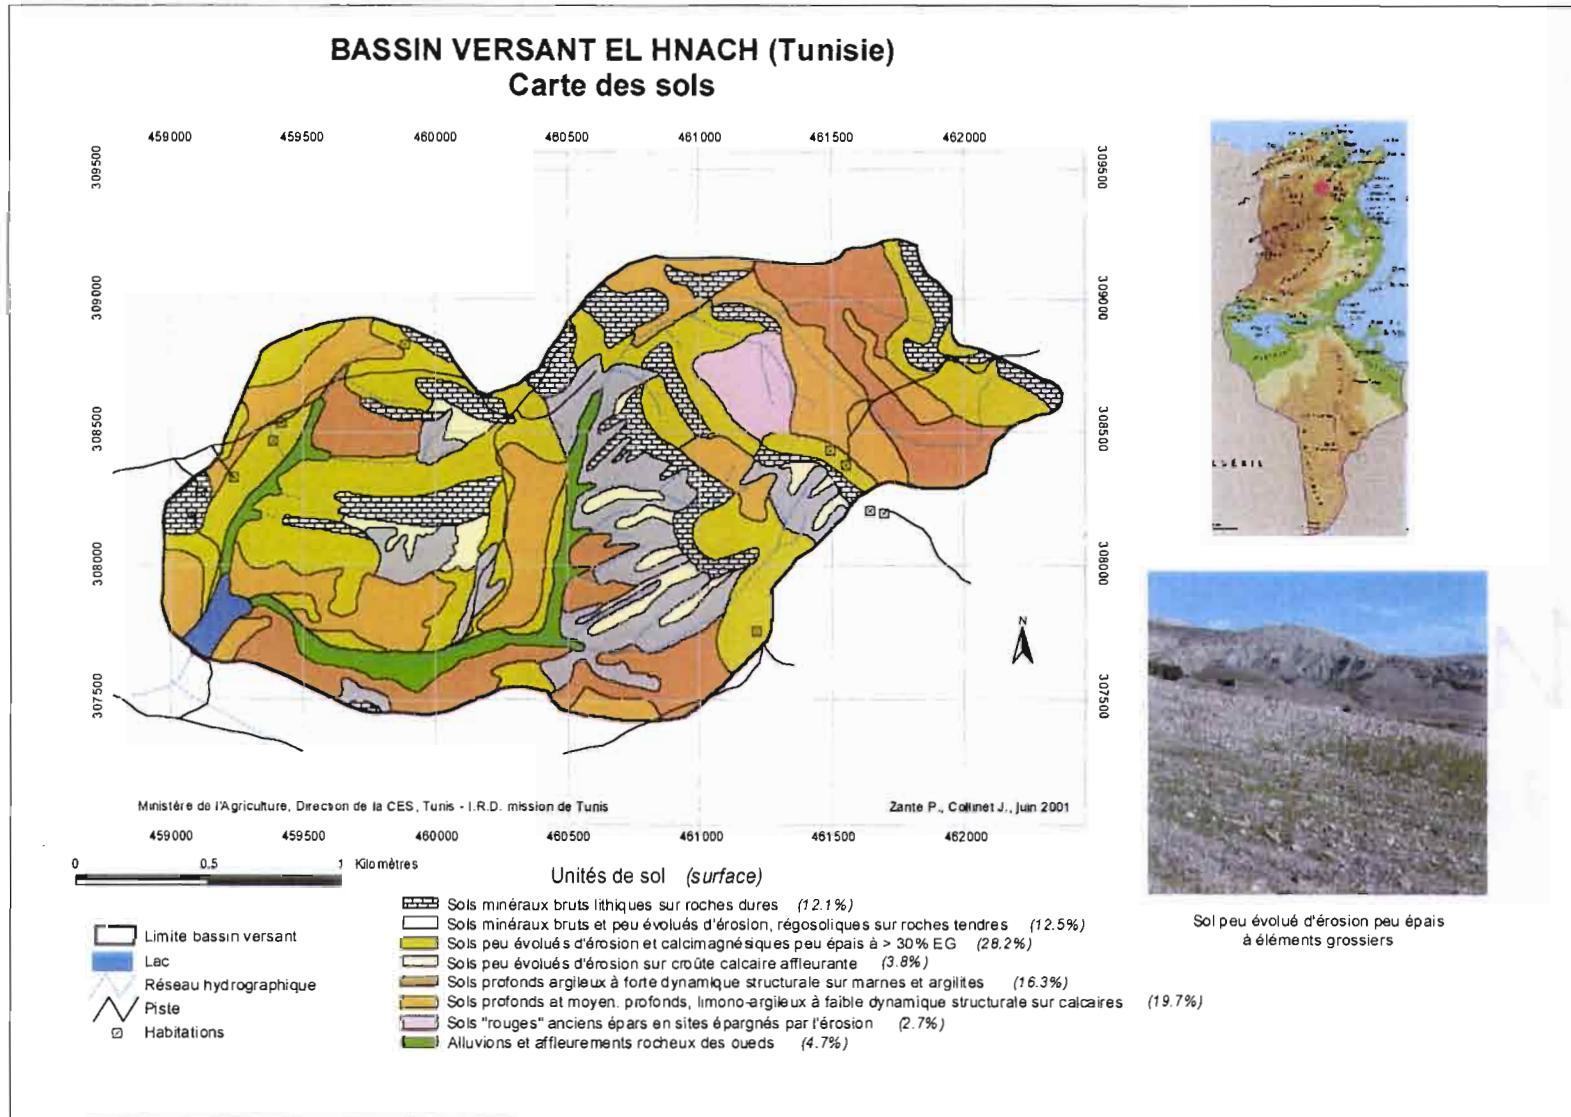 BASSIN VERSANT EL HNACH (Tunisie)
Carte des sols
459000 459500 460000 460500 461000 461500 462000
309500 309500
309000 309000
308500 308500
308000 308000
307500 307500
N
Ministère de l'Agriculture, Direction de la CES, Tunis - I.R.D. mission de Tunis
Zante P., Collinet J., juin 2001
459000 459500 460000 460500 461000 461500 462000
0 0.5 1 Kilomètres
Limite bassin versant
Lac
Réseau hydrographique
Piste
Habitations
Unités de sol (surface)
Sols minéraux bruts lithiques sur roches dures (12.1%)
Sols minéraux bruts et peu évolués d'érosion, régosoliques sur roches tendres (12.5%)
Sols peu évolués d'érosion et calcimagnésiques peu épais à > 30% EG (28.2%)
Sols peu évolués d'érosion sur croûte calcaire affleurante (3.8%)
Sols profonds argileux à forte dynamique structurale sur marnes et argilites (16.3%)
Sols profonds et moyen. profonds, limono-argileux à faible dynamique structurale sur calcaires (19.7%)
Sols "rouges" anciens épars en sites épargnés par l'érosion (2.7%)
Alluvions et affleurements rocheux des oueds (4.7%)
Sol peu évolué d'érosion peu épais
à éléments grossiers